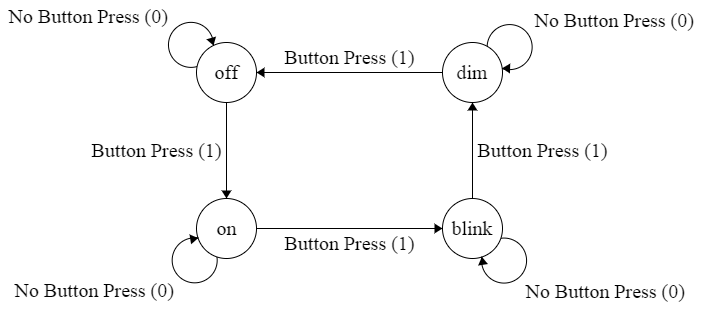 No Button Press (0)
No Button Press (0)
off
Button Press (1)
dim
Button Press (1)
Button Press (1)
on
Button Press (1)
blink
No Button Press (0)
No Button Press (0)